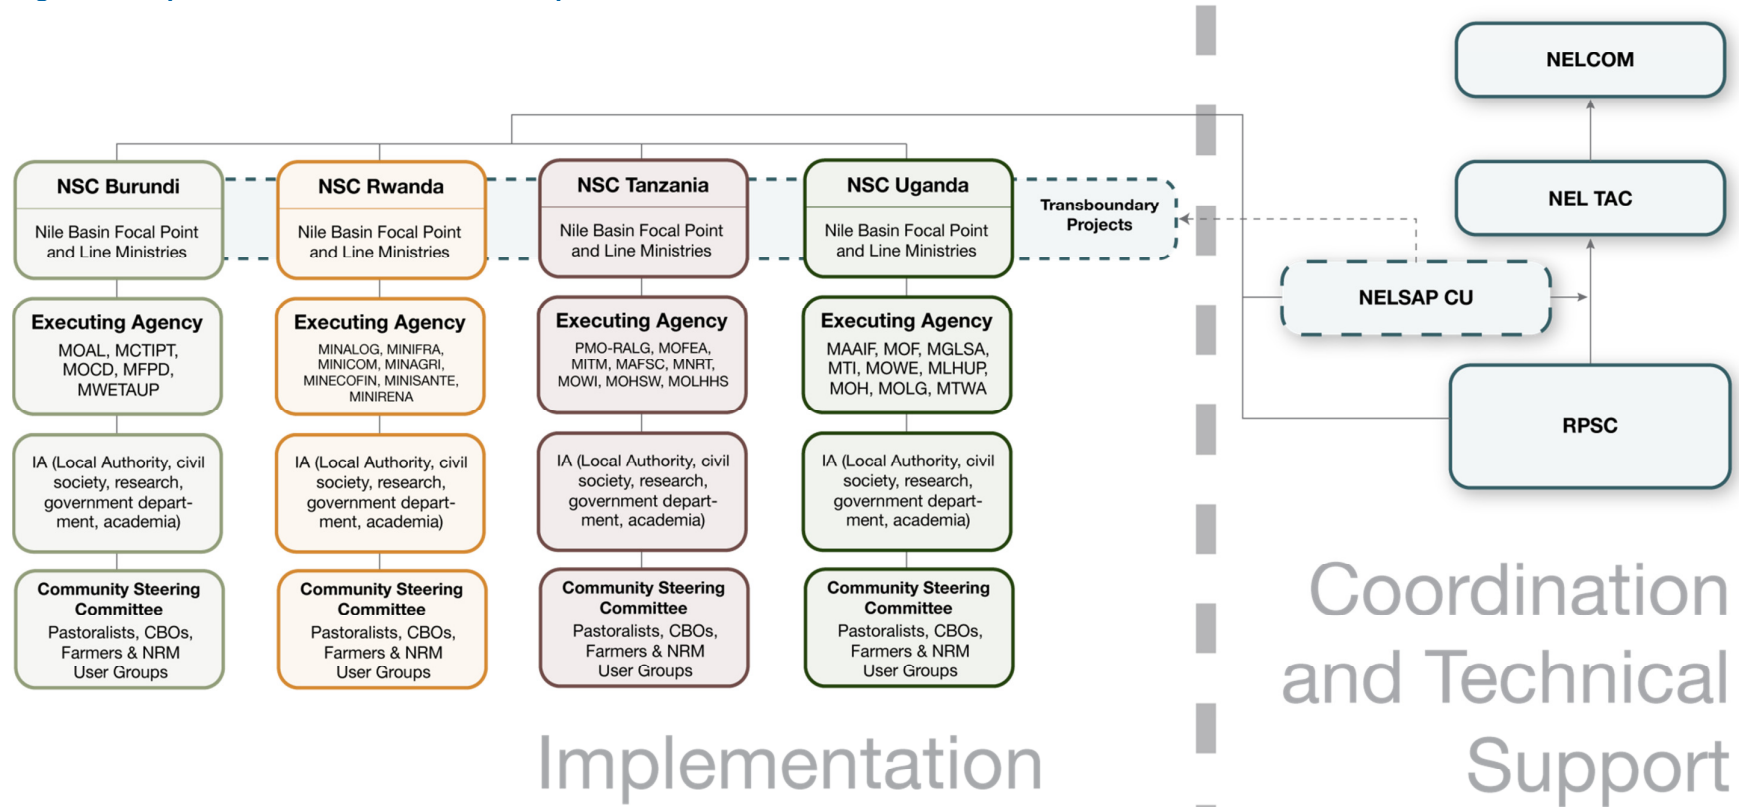 NELCOM
NEL TAC
NELSAP CU
RPSC
Coordination
and Technical
Support
NSC Burundi
Nile Basin Focal Point
and Line Ministries
Executing Agency
MOAL, MCTIPT,
MOCD, MFPD,
MWETAUP
IA (Local Authority, civil
society, research,
government depart-
ment, academia)
Community Steering
Committee
Pastoralists, CBOs,
Farmers & NRM
User Groups
NSC Rwanda
Nile Basin Focal Point
and Line Ministries
Executing Agency
MINALOG, MINIFRA,
MINICOM, MINAGRI,
MINECOFIN, MINISANTE,
MINIRENA
IA (Local Authority, civil
society, research,
government depart-
ment, academia)
Community Steering
Committee
Pastoralists, CBOs,
Farmers & NRM
User Groups
NSC Tanzania
Nile Basin Focal Point
and Line Ministries
Executing Agency
PMO-RALG, MOFEA,
MITM, MAFSC, MNRT,
MOWI, MOHSW, MOLHHS
IA (Local Authority, civil
society, research,
government depart-
ment, academia)
Community Steering
Committee
Pastoralists, CBOs,
Farmers & NRM
User Groups
NSC Uganda
Nile Basin Focal Point
and Line Ministries
Executing Agency
MAAIF, MOF, MGLSA,
MTI, MOWE, MLHUP,
MOH, MOLG, MTWA
IA (Local Authority, civil
society, research,
government depart-
ment, academia)
Community Steering
Committee
Pastoralists, CBOs,
Farmers & NRM
User Groups
Transboundary
Projects
Implementation